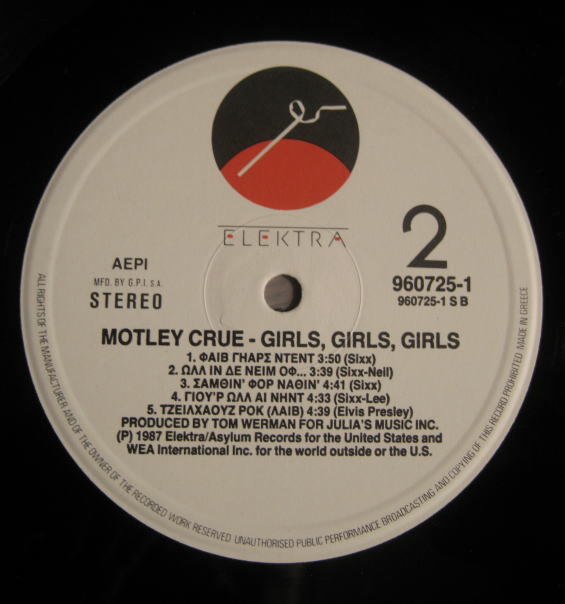 ELEKTRA
2
AEPI
MFD. BY G.P.I. S.A.
STEREO
960725-1
960725-1 S B
MOTLEY CRUE - GIRLS, GIRLS, GIRLS
1. ΦΑΙΒ ΓΗΑΡΣ ΝΤΕΝΤ 3:50 (Sixx)
2. ΩΛΛ ΙΝ ΔΕ ΝΕΙΜ ΟΦ... 3:39 (Sixx-Neil)
3. ΣΑΜΘΙΝ' ΦΟΡ ΝΑΘΙΝ' 4:41 (Sixx)
4. ΓΙΟΥ'Ρ ΩΛΛ ΑΙ ΝΗΝΤ 4:33 (Sixx-Lee)
5. ΤΖΕΙΛΧΑΟΥΖ ΡΟΚ (ΛΑΙΒ) 4:39 (Elvis Presley)
PRODUCED BY TOM WERMAN FOR JULIA'S MUSIC INC.
(P) 1987 Elektra/Asylum Records for the United States and
WEA International Inc. for the world outside or the U.S.
ALL RIGHTS OF THE MANUFACTURER AND OF THE OWNER OF THE RECORDED WORK RESERVED UNAUTHORISED PUBLIC PERFORMANCE BROADCASTING AND COPYING OF THIS RECORD PROHIBITED MADE IN GREECE